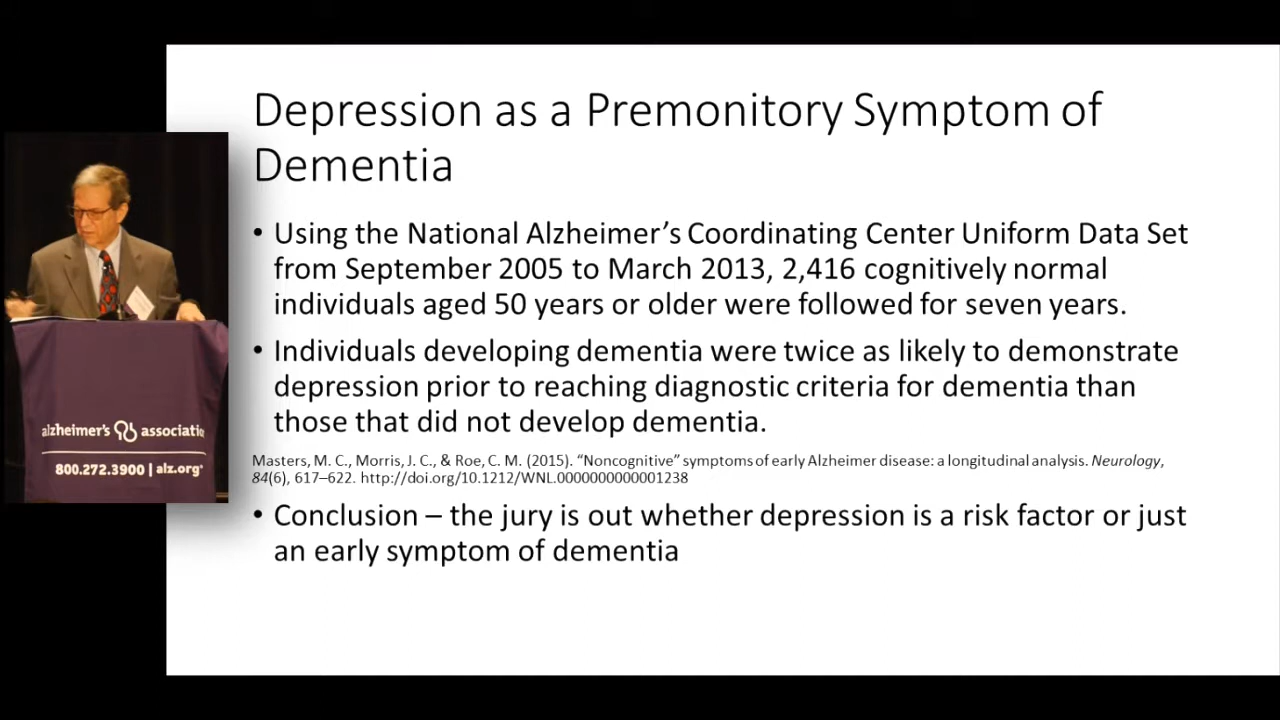 Depression as a Premonitory Symptom of
Dementia
• Using the National Alzheimer's Coordinating Center Uniform Data Set
from September 2005 to March 2013, 2,416 cognitively normal
individuals aged 50 years or older were followed for seven years.
• Individuals developing dementia were twice as likely to demonstrate
depression prior to reaching diagnostic criteria for dementia than
those that did not develop dementia.
Masters, M. C., Morris, J. C., & Roe, C. M. (2015). “Noncognitive” symptoms of early Alzheimer disease: a longitudinal analysis. Neurology,
84(6), 617–622. http://doi.org/10.1212/WNL.0000000000001238
• Conclusion – the jury is out whether depression is a risk factor or just
an early symptom of dementia
alzheimer's associatio
800.272.3900 | alz.org®